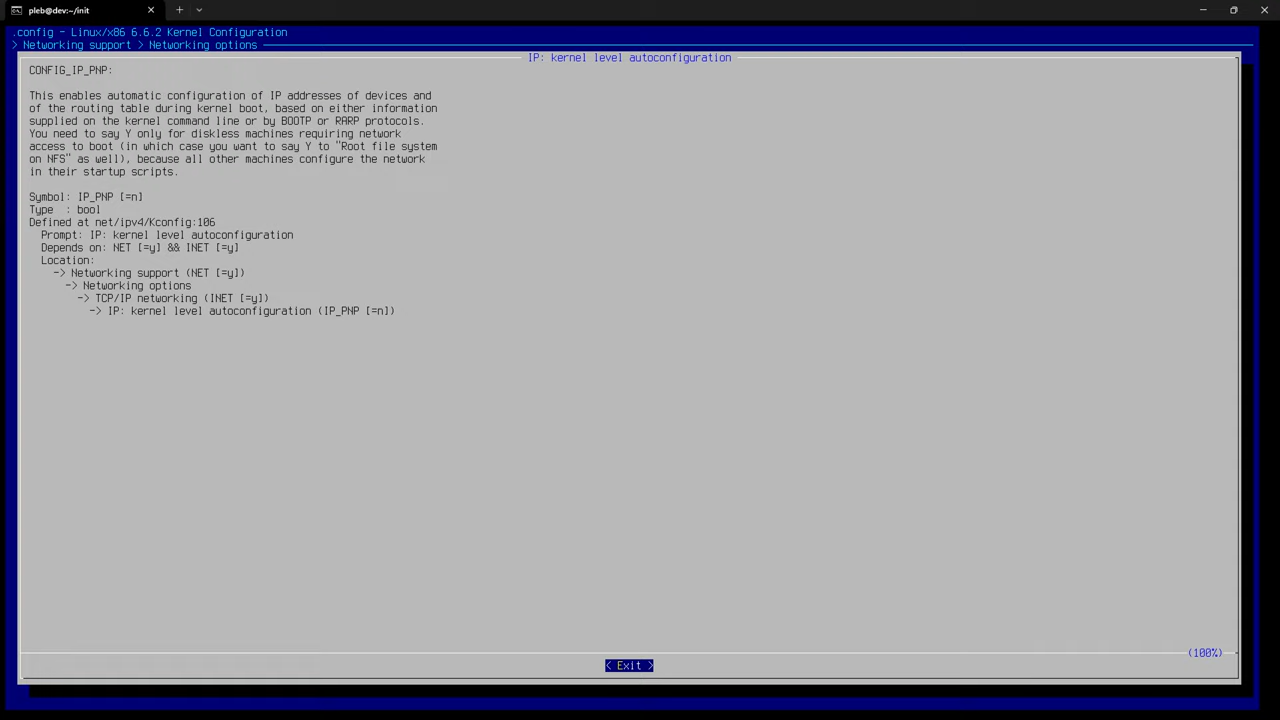 pleb@dev:~/init
.config - Linux/x86 6.6.2 Kernel Configuration
> Networking support > Networking options
IP: kernel level autoconfiguration
CONFIG_IP_PNP:
This enables automatic configuration of IP addresses of devices and
of the routing table during kernel boot, based on either information
supplied on the kernel command line or by BOOTP or RARP protocols.
You need to say Y only for diskless machines requiring network
access to boot (in which case you want to say Y to "Root file system
on NFS" as well), because all other machines configure the network
in their startup scripts.
Symbol: IP_PNP [=n]
Type  : bool
Defined at net/ipv4/Kconfig:106
Prompt: IP: kernel level autoconfiguration
Depends on: NET [=y] && INET [=y]
Location:
-> Networking support (NET [=y])
-> Networking options
-> TCP/IP networking (INET [=y])
-> IP: kernel level autoconfiguration (IP_PNP [=n])
(100%)
< Exit >